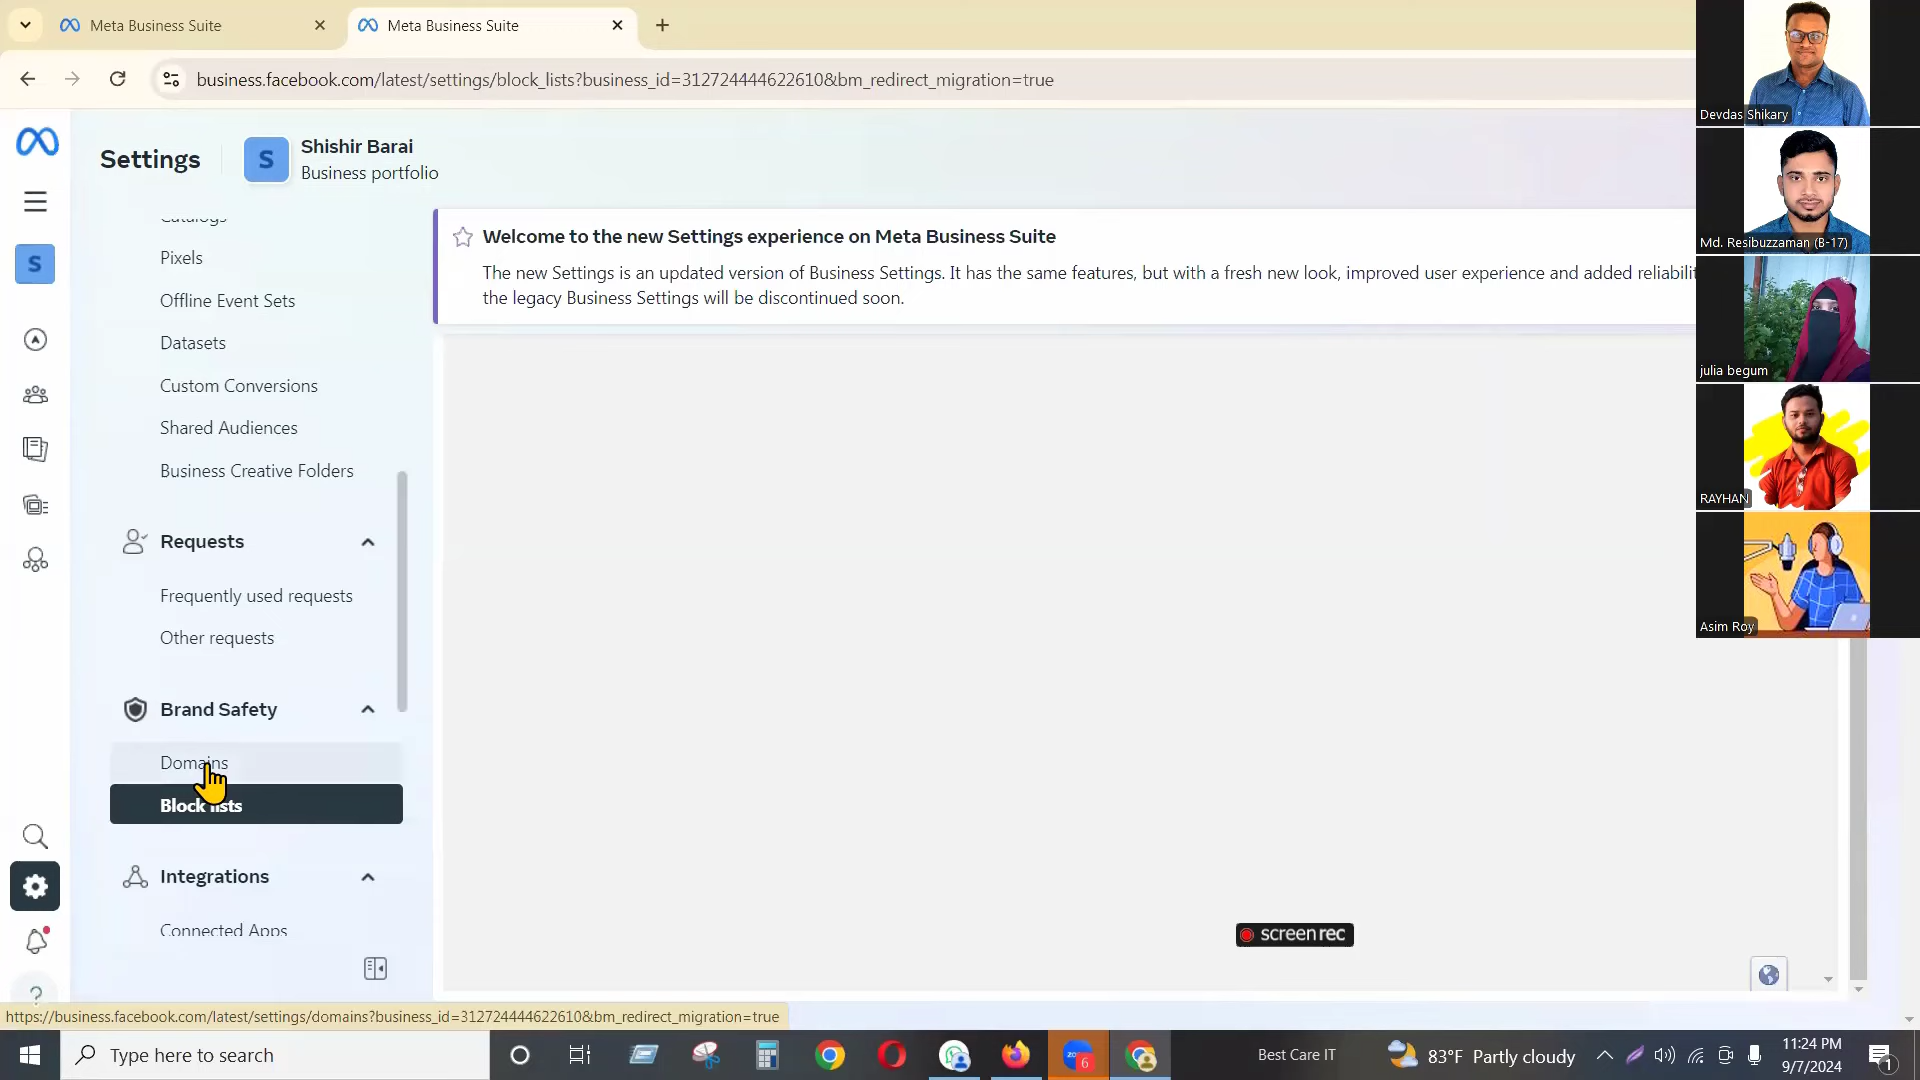 Meta Business Suite
Meta Business Suite
business.facebook.com/latest/settings/block_lists?business_id=312724444622610&bm_redirect_migration=true
Settings
S
Shishir Barai
Business portfolio
S
Catalogs
Pixels
Offline Event Sets
Datasets
Custom Conversions
Shared Audiences
Business Creative Folders
Requests
Frequently used requests
Other requests
Brand Safety
Domains
Block lists
Integrations
Connected Apps
Welcome to the new Settings experience on Meta Business Suite
The new Settings is an updated version of Business Settings. It has the same features, but with a fresh new look, improved user experience and added
the legacy Business Settings will be discontinued soon.
Devdas Shikary
Md. Resibuzzaman (B-17)
julia begum
RAYHAN
Asim Roy
screenrec
?
https://business.facebook.com/latest/settings/domains?business_id=312724444622610&bm_redirect_migration=true
Type here to search
6
Best Care IT
83°F Partly cloudy
11:24 PM
9/7/2024
1